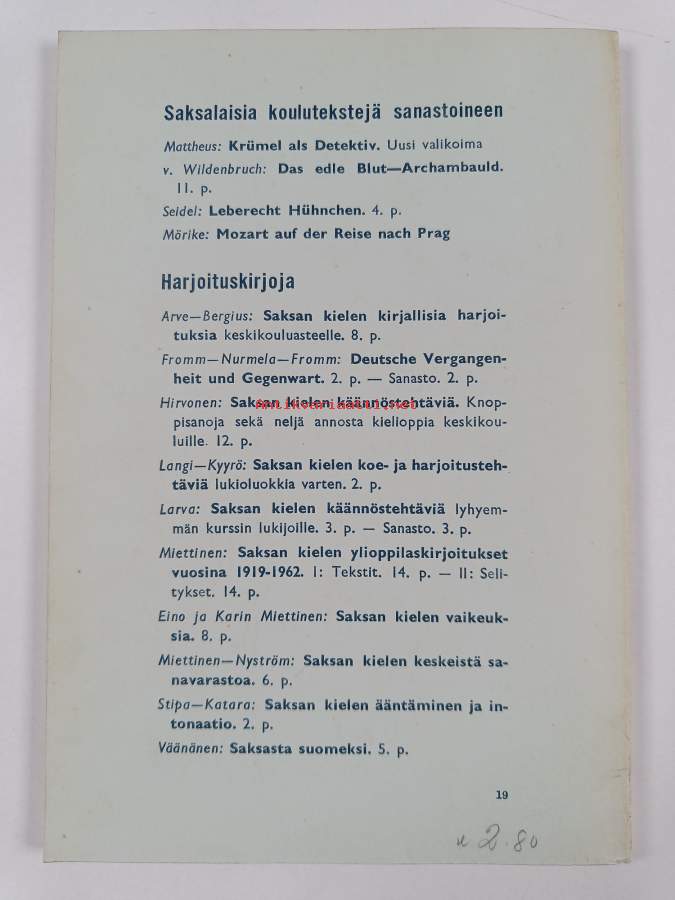 Saksalaisia koulutekstejä sanastoineen
Mattheus: Krümel als Detektiv. Uusi valikoima
v. Wildenbruch: Das edle Blut—Archambauld.
11. p.
Seidel: Leberecht Hühnchen. 4. p.
Mörike: Mozart auf der Reise nach Prag
Harjoituskirjoja
Arve—Bergius: Saksan kielen kirjallisia harjoi-
tuksia keskikouluasteelle. 8. p.
Fromm—Nurmela—Fromm: Deutsche Vergangen-
heit und Gegenwart. 2. p. — Sanasto. 2. p.
Hirvonen: Saksan kielen käännöstehtäviä. Knop-
Antikvariaatti.net
pisanoja sekä neljä annosta kielioppia keskikou-
luille. 12. p.
Langi—Kyyrö: Saksan kielen koe- ja harjoitusteh-
täviä lukioluokkia varten. 2. p.
Larva: Saksan kielen käännöstehtäviä lyhyem-
män kurssin lukijoille. 3. p. — Sanasto. 3. p.
Miettinen: Saksan kielen ylioppilaskirjoitukset
vuosina 1919-1962. I: Tekstit. 14. p. — II: Seli-
tykset. 14. p.
Eino ja Karin Miettinen: Saksan kielen vaikeuk-
sia. 8. p.
Miettinen—Nyström: Saksan kielen keskeistä sa-
navarastoa. 6. p.
Stipa—Katara: Saksan kielen ääntäminen ja in-
tonaatio. 2. p.
Väänänen: Saksasta suomeksi. 5. p.
19
2.80